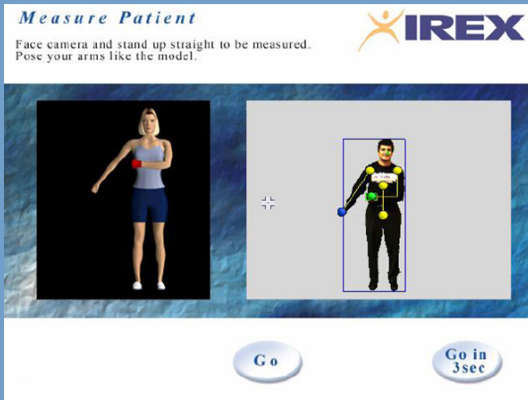 Measure Patient
IREX
Face camera and stand up straight to be measured.
Pose your arms like the model.
Go
Go in
3sec